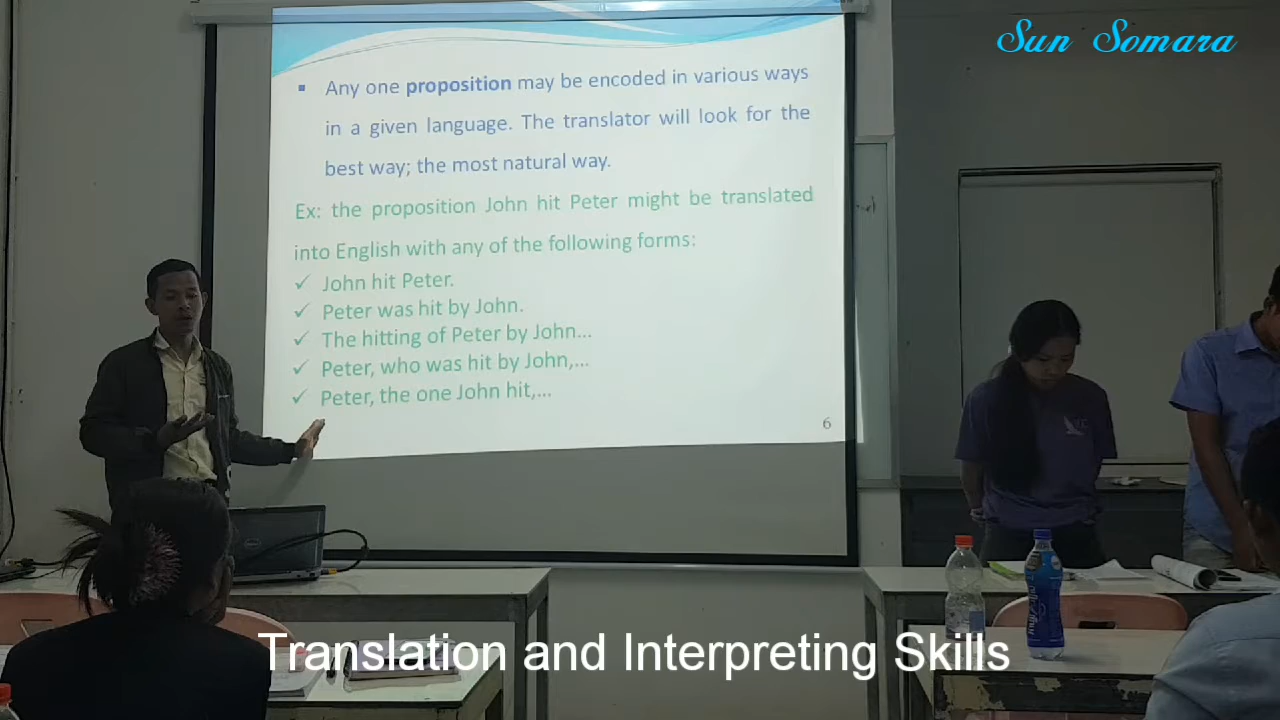 Sun Somara
▪ Any one proposition may be encoded in various ways
in a given language. The translator will look for the
best way; the most natural way.
Ex: the proposition John hit Peter might be translated
into English with any of the following forms:
✓ John hit Peter.
✓ Peter was hit by John.
✓ The hitting of Peter by John...
✓ Peter, who was hit by John,...
✓ Peter, the one John hit,...
6
Translation and Interpreting Skills